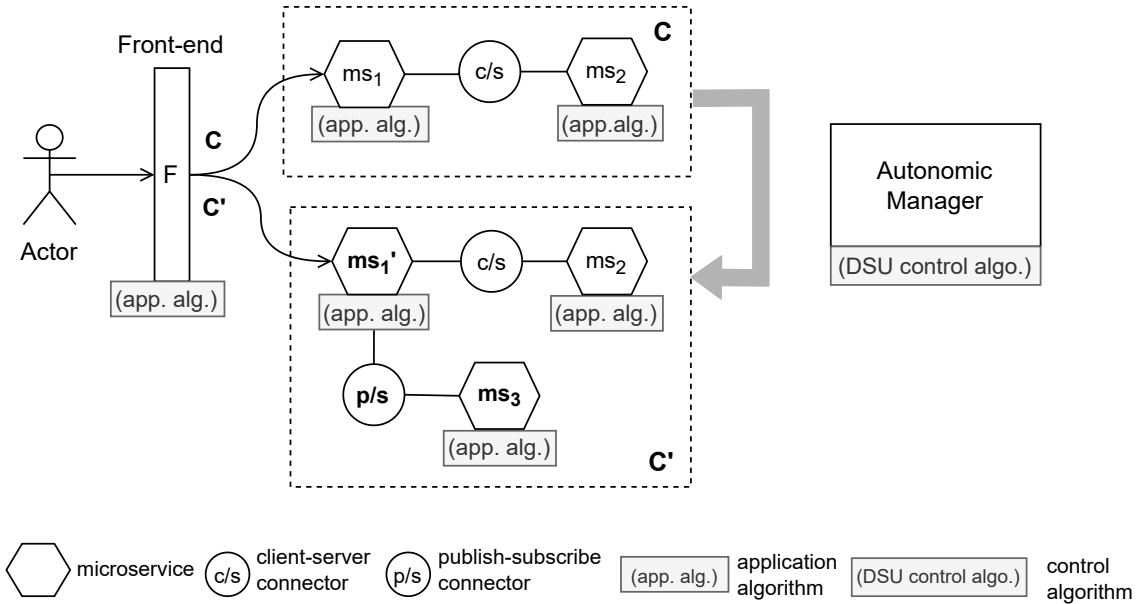 Front-end
F
(app. alg.)
Actor
C
C'
C
ms1
c/s
ms2
(app. alg.)
(app.alg.)
ms1'
c/s
ms2
(app. alg.)
(app. alg.)
p/s
ms3
(app. alg.)
C'
Autonomic
Manager
(DSU control algo.)
microservice
c/s
client-server
connector
p/s
publish-subscribe
connector
(app. alg.)
application
algorithm
(DSU control algo.)
control
algorithm